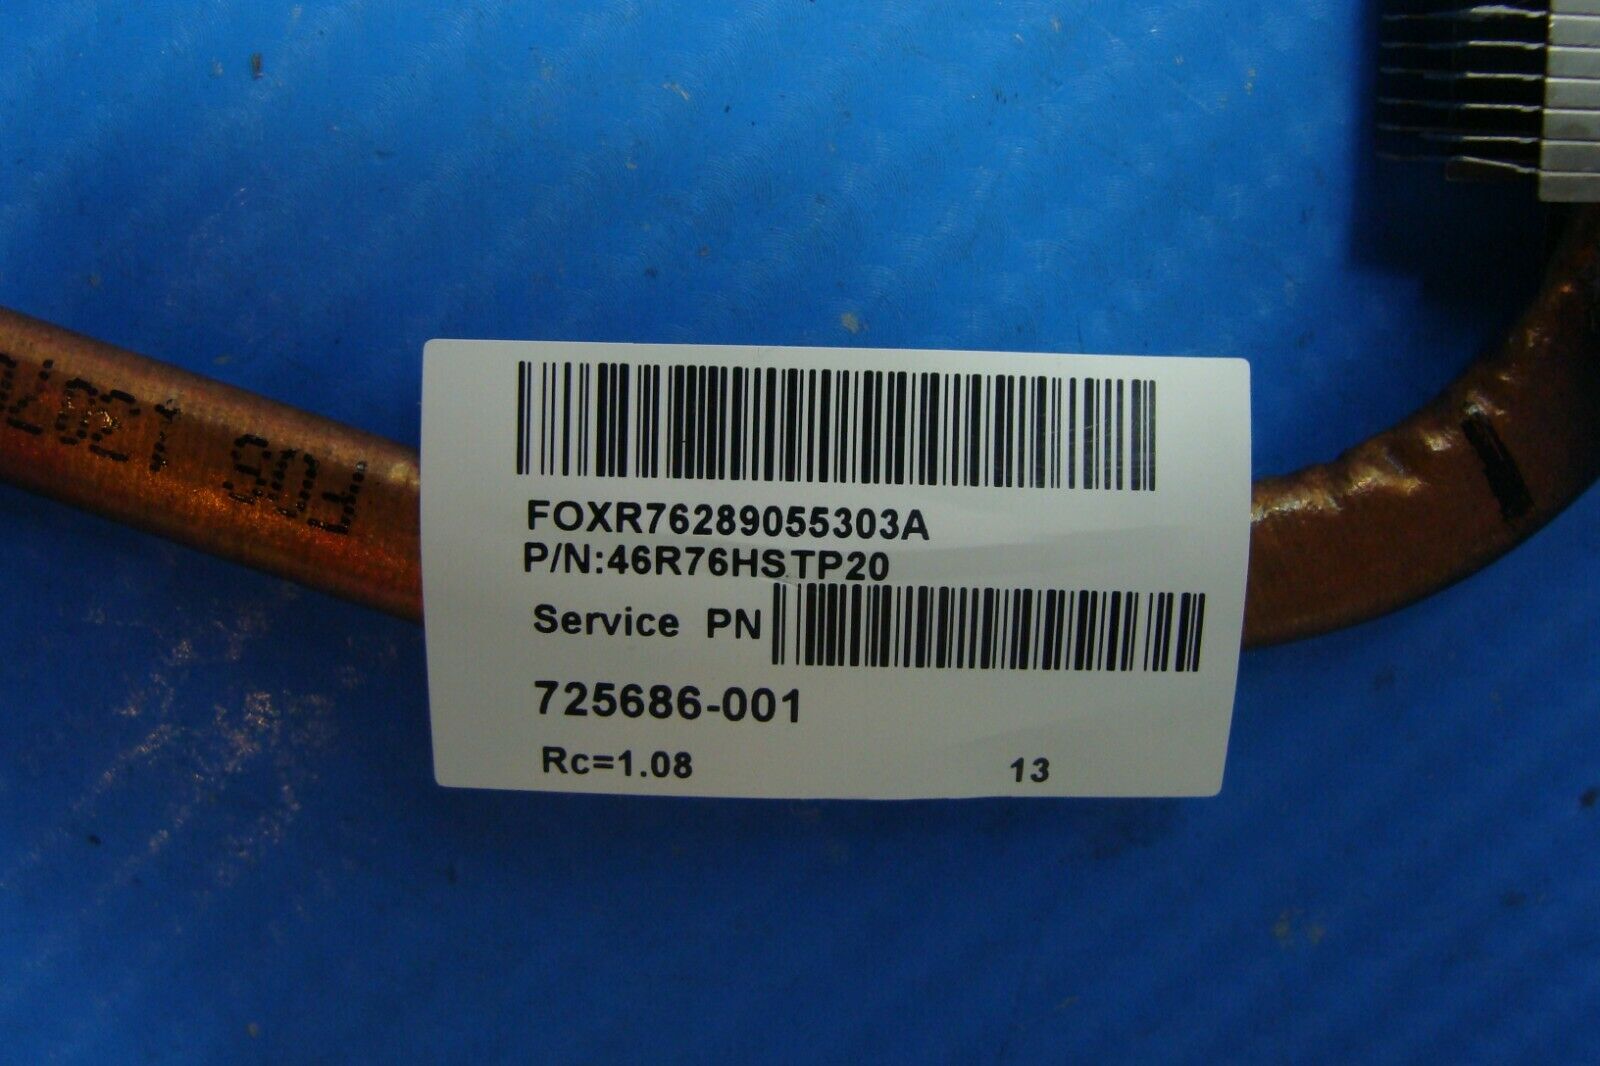 FOXR76289055303A
P/N:46R76HSTP20
Service PN
725686-001
Rc=1.08 13